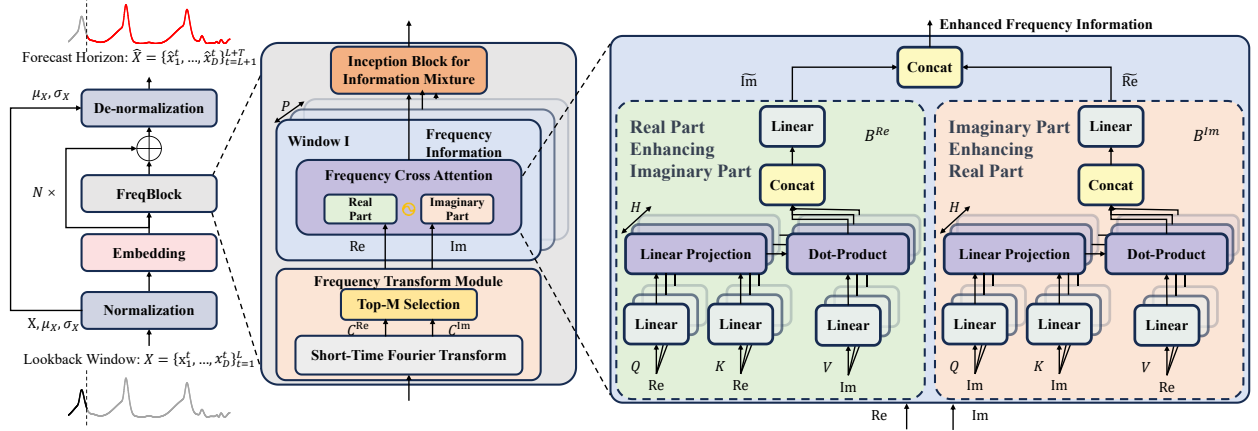 Forecast Horizon: X̂ = {x̂₁ᵗ, ..., x̂_Dᵗ}_{t=L+1}^{L+T}
μ_X, σ_X
De-normalization
N ×
FreqBlock
Embedding
Normalization
X, μ_X, σ_X
Lookback Window: X = {x₁ᵗ, ..., x_Dᵗ}_{t=1}^{L}
Inception Block for
Information Mixture
P
Window I
Frequency
Information
Frequency Cross Attention
Real
Part
Imaginary
Part
Re
Im
Frequency Transform Module
Top-M Selection
C^Re
C^Im
Short-Time Fourier Transform
Enhanced Frequency Information
Concat
I͠m
R͠e
Real Part
Enhancing
Imaginary Part
B^Re
Linear
Concat
H
Linear Projection
Dot-Product
Linear
Linear
Linear
Q
K
V
Re
Re
Im
Imaginary Part
Enhancing
Real Part
B^Im
Linear
Concat
H
Linear Projection
Dot-Product
Linear
Linear
Linear
Q
K
V
Im
Im
Re
Re
Im